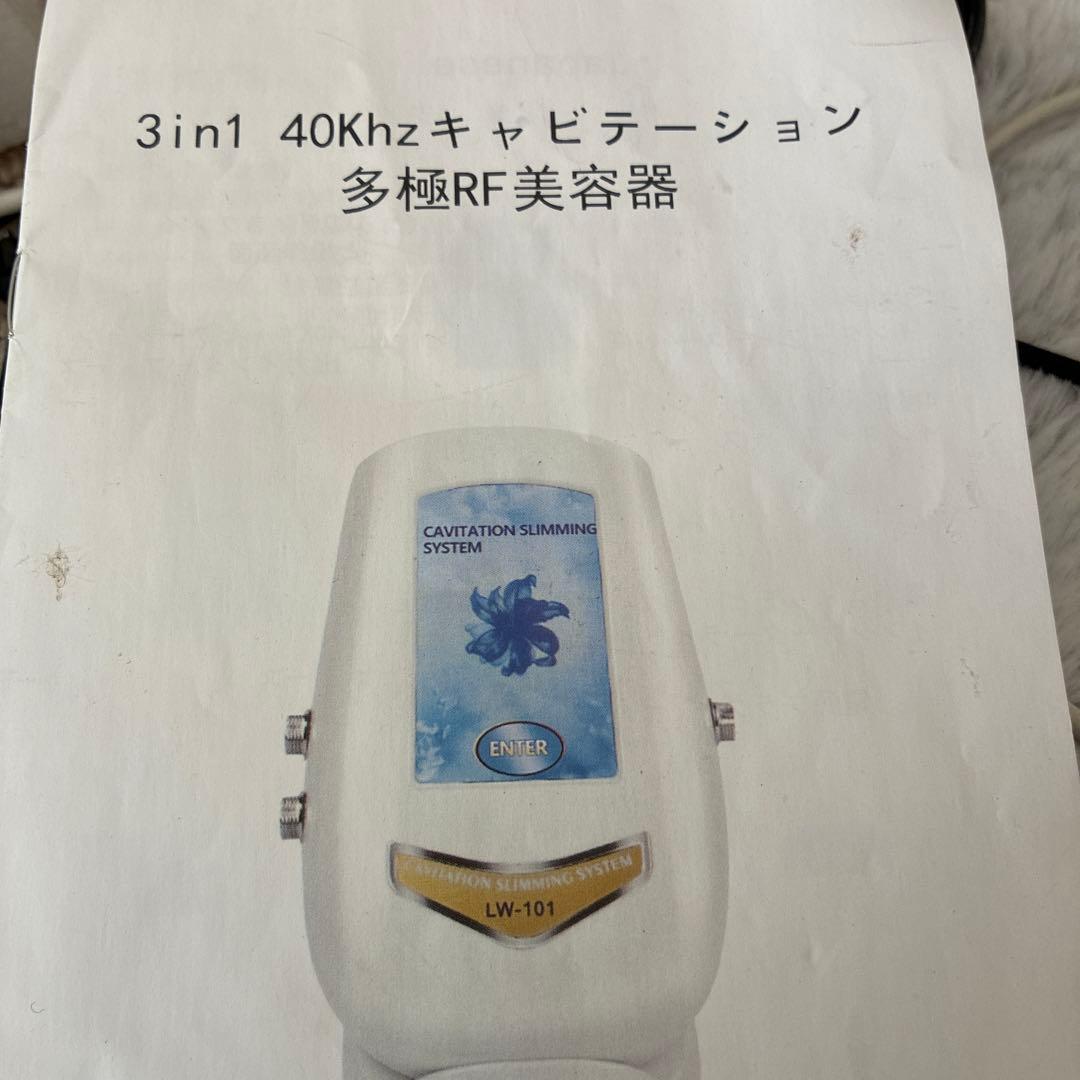 3in1 40Khzキャビテーション
多極RF美容器
CAVITATION SLIMMING
SYSTEM
ENTER
CAVITATION SLIMMING SYSTEM
LW-101